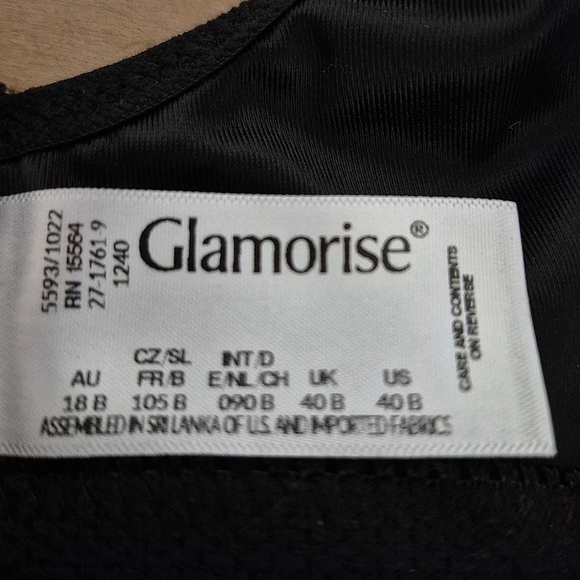 5593/1022
RN 15564
27-1761-9
1240
Glamorise®
CARE AND CONTENTS
ON REVERSE
CZ/SL INT/D
AU FR/B E/NL/CH UK US
18 B 105 B 090 B 40 B 40 B
ASSEMBLED IN SRI LANKA OF U.S. AND IMPORTED FABRICS